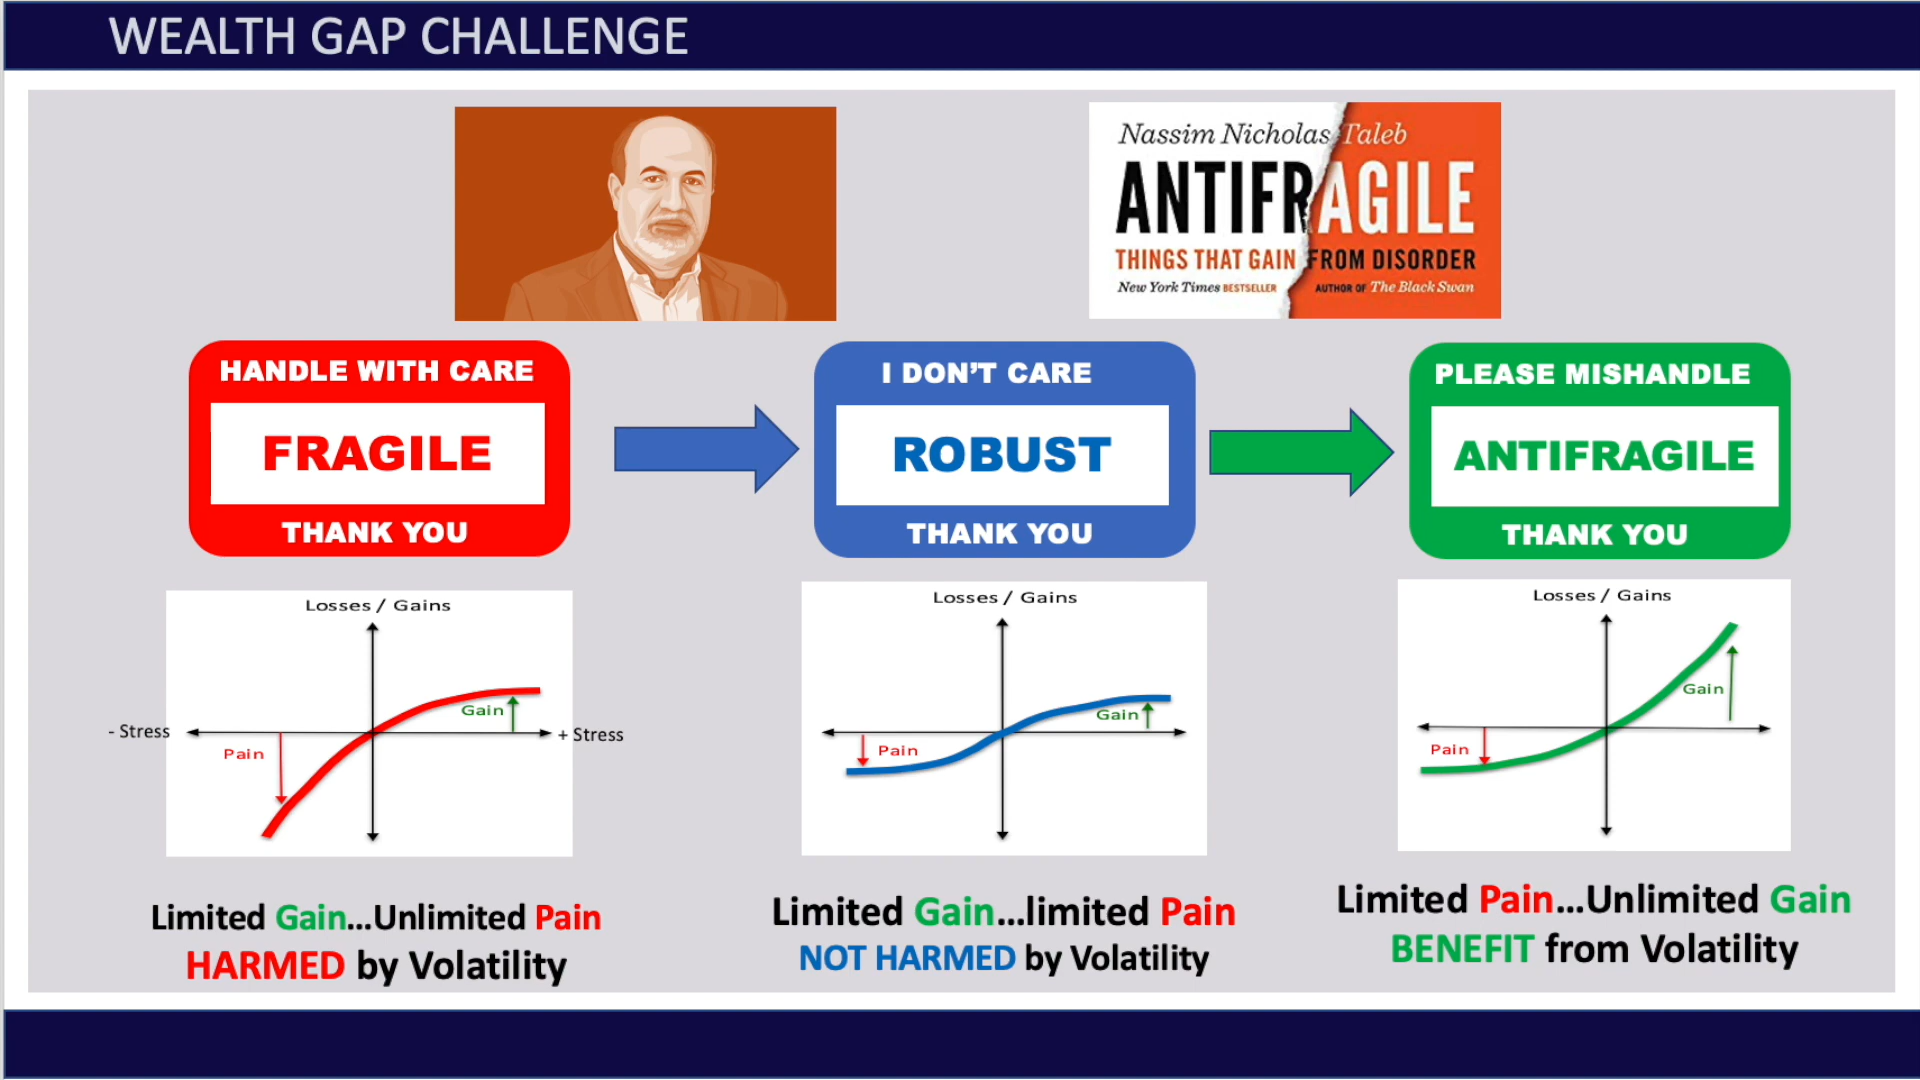 WEALTH GAP CHALLENGE
Nassim Nicholas Taleb
ANTIFRAGILE
THINGS THAT GAIN FROM DISORDER
New York Times BESTSELLER AUTHOR OF The Black Swan
HANDLE WITH CARE
FRAGILE
THANK YOU
I DON'T CARE
ROBUST
THANK YOU
PLEASE MISHANDLE
ANTIFRAGILE
THANK YOU
Losses / Gains
Gain
- Stress
+ Stress
Pain
Limited Gain...Unlimited Pain
HARMED by Volatility
Losses / Gains
Gain
Pain
Limited Gain...limited Pain
NOT HARMED by Volatility
Losses / Gains
Gain
Pain
Limited Pain...Unlimited Gain
BENEFIT from Volatility